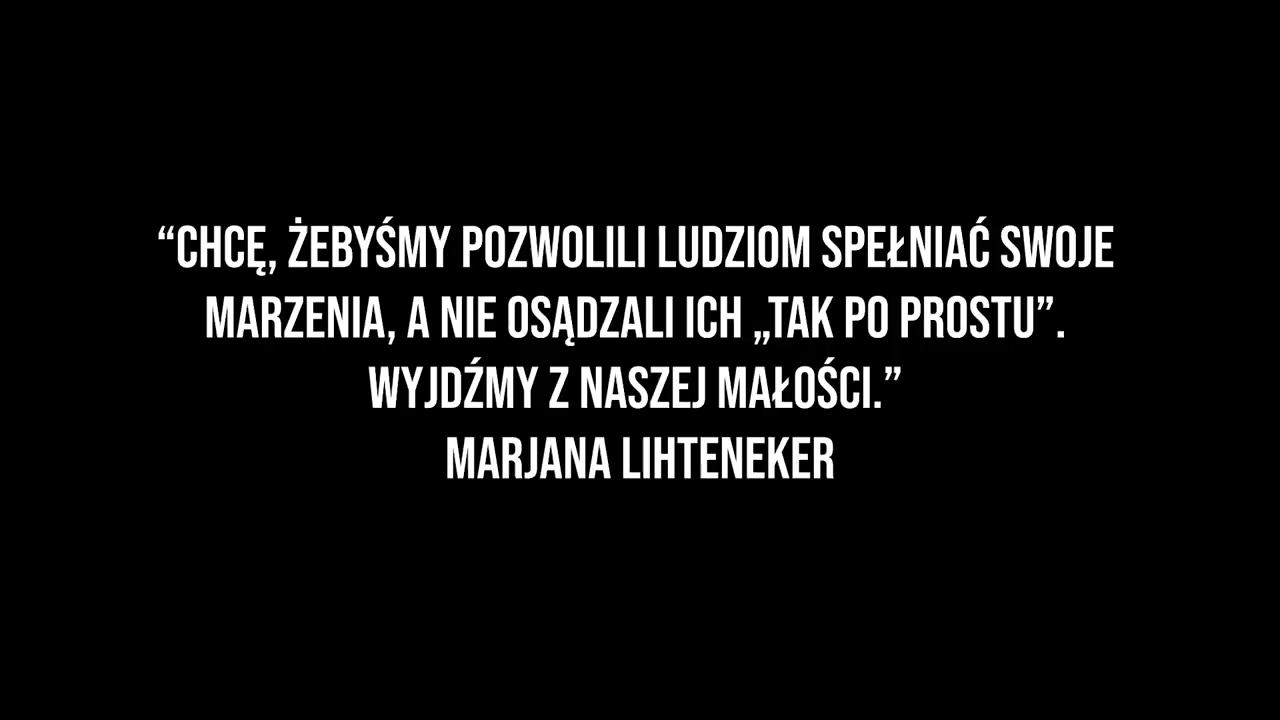 “CHCĘ, ŻEBYŚMY POZWOLILI LUDZIOM SPEŁNIAĆ SWOJE
MARZENIA, A NIE OSĄDZALI ICH „TAK PO PROSTU”.
WYJDŹMY Z NASZEJ MAŁOŚCI.”
MARJANA LIHTENEKER